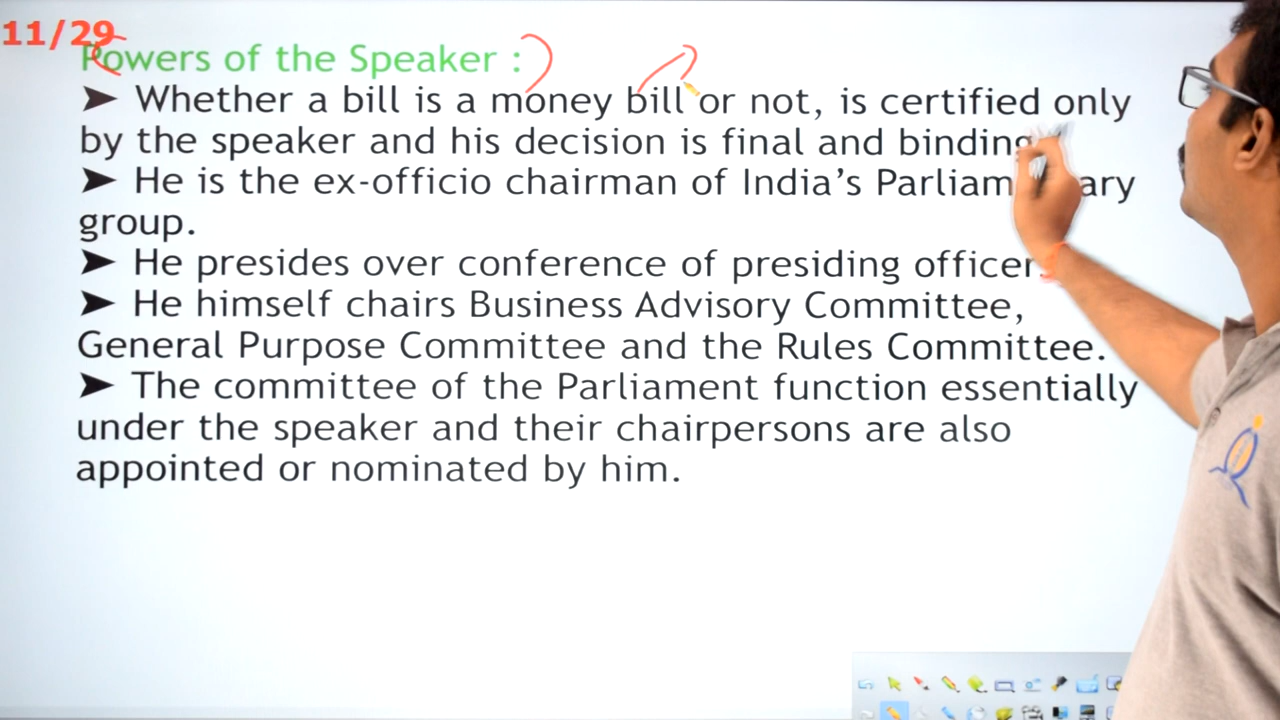 11/29
Powers of the Speaker :
➤ Whether a bill is a money bill or not, is certified only
by the speaker and his decision is final and binding
➤ He is the ex-officio chairman of India’s Parliamentary
group.
➤ He presides over conference of presiding officers
➤ He himself chairs Business Advisory Committee,
General Purpose Committee and the Rules Committee.
➤ The committee of the Parliament function essentially
under the speaker and their chairpersons are also
appointed or nominated by him.